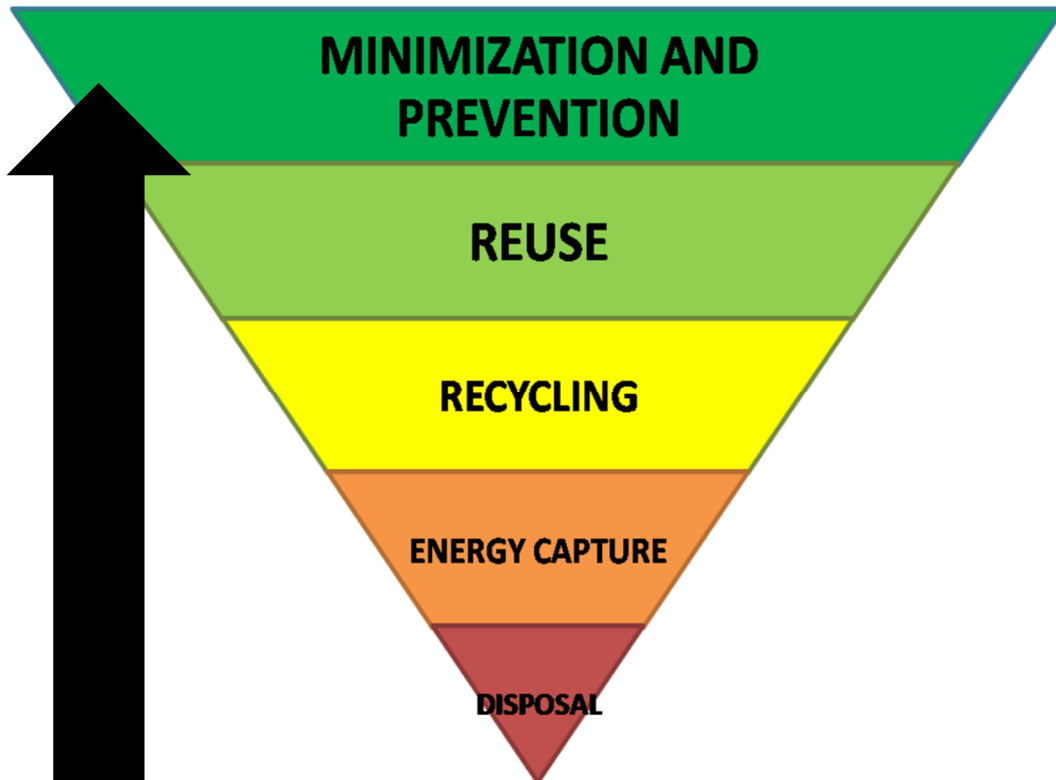 MINIMIZATION AND
PREVENTION
REUSE
RECYCLING
ENERGY CAPTURE
DISPOSAL